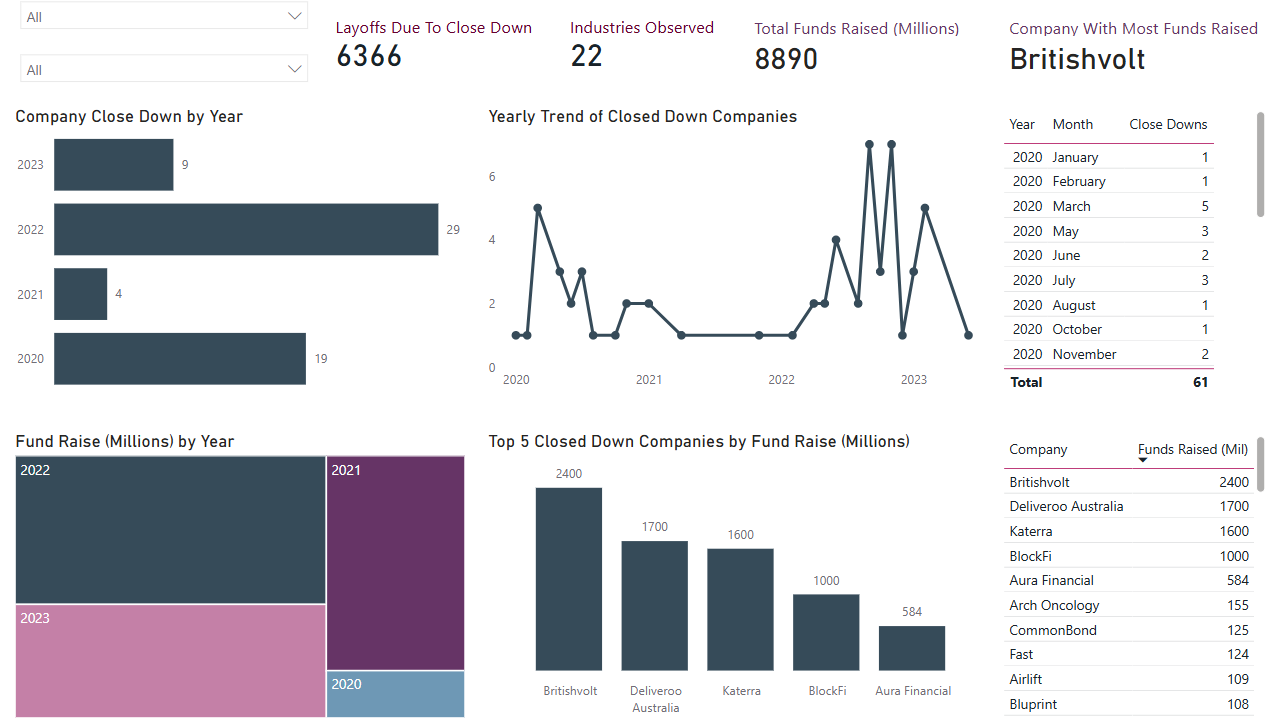 All
All
Layoffs Due To Close Down
6366
Industries Observed
22
Total Funds Raised (Millions)
8890
Company With Most Funds Raised
Britishvolt
Company Close Down by Year
2023
9
2022
29
2021
4
2020
19
Yearly Trend of Closed Down Companies
6
4
2
0
2020
2021
2022
2023
Year Month Close Downs
2020 January 1
2020 February 1
2020 March 5
2020 May 3
2020 June 2
2020 July 3
2020 August 1
2020 October 1
2020 November 2
Total 61
Fund Raise (Millions) by Year
2022
2021
2023
2020
Top 5 Closed Down Companies by Fund Raise (Millions)
2400
1700
1600
1000
584
Britishvolt
Deliveroo
Australia
Katerra
BlockFi
Aura Financial
Company Funds Raised (Mil)
Britishvolt 2400
Deliveroo Australia 1700
Katerra 1600
BlockFi 1000
Aura Financial 584
Arch Oncology 155
CommonBond 125
Fast 124
Airlift 109
Bluprint 108